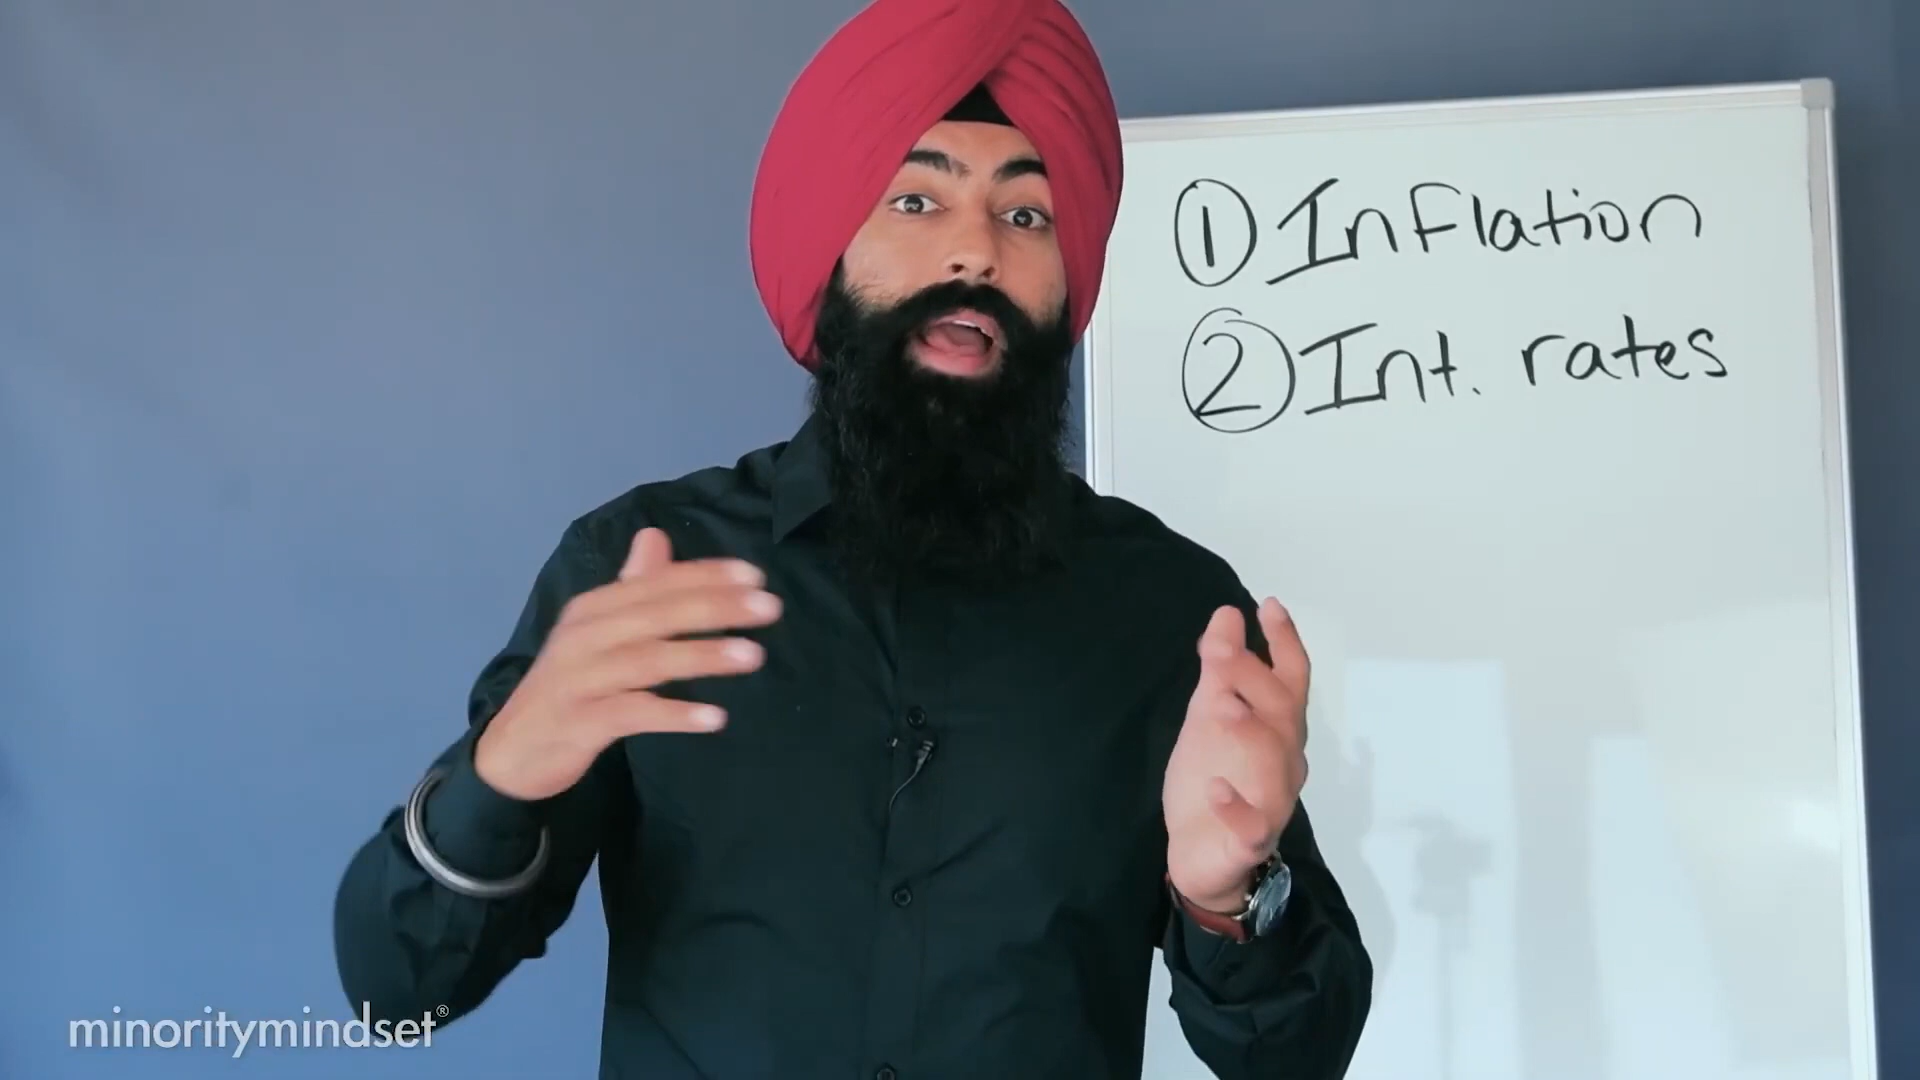 ① Inflation
② Int. rates
minoritymindset®